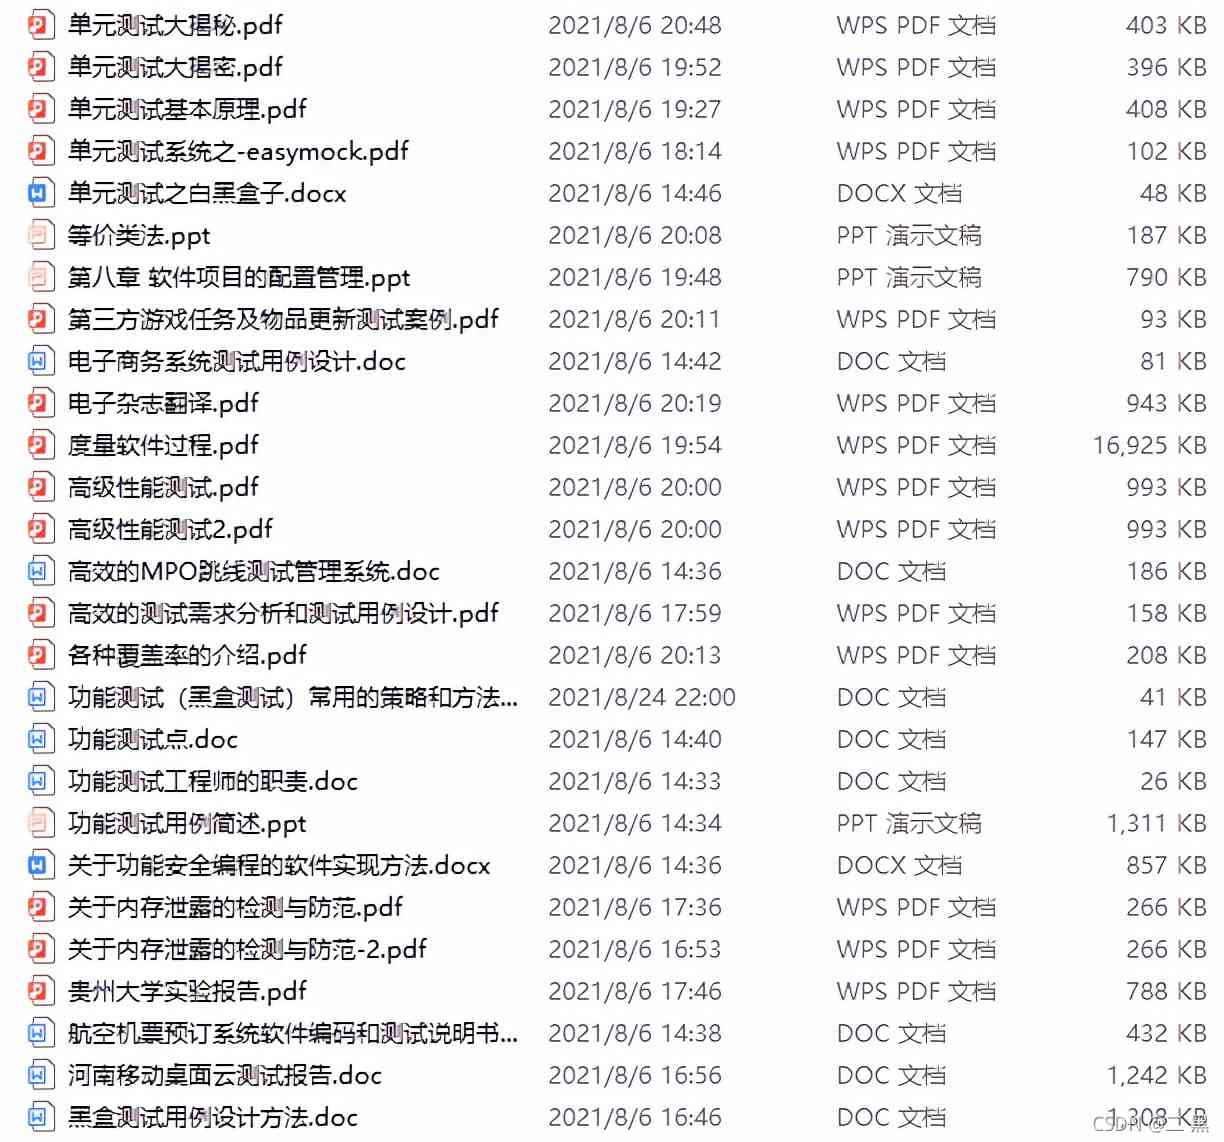 单元测试大揭秘.pdf 2021/8/6 20:48 WPS PDF 文档 403 KB
单元测试大揭密.pdf 2021/8/6 19:52 WPS PDF 文档 396 KB
单元测试基本原理.pdf 2021/8/6 19:27 WPS PDF 文档 408 KB
单元测试系统之-easymock.pdf 2021/8/6 18:14 WPS PDF 文档 102 KB
单元测试之白黑盒子.docx 2021/8/6 14:46 DOCX 文档 48 KB
等价类法.ppt 2021/8/6 20:08 PPT 演示文稿 187 KB
第八章 软件项目的配置管理.ppt 2021/8/6 19:48 PPT 演示文稿 790 KB
第三方游戏任务及物品更新测试案例.pdf 2021/8/6 20:11 WPS PDF 文档 93 KB
电子商务系统测试用例设计.doc 2021/8/6 14:42 DOC 文档 81 KB
电子杂志翻译.pdf 2021/8/6 20:19 WPS PDF 文档 943 KB
度量软件过程.pdf 2021/8/6 19:54 WPS PDF 文档 16,925 KB
高级性能测试.pdf 2021/8/6 20:00 WPS PDF 文档 993 KB
高级性能测试2.pdf 2021/8/6 20:00 WPS PDF 文档 993 KB
高效的MPO跳线测试管理系统.doc 2021/8/6 14:36 DOC 文档 186 KB
高效的测试需求分析和测试用例设计.pdf 2021/8/6 17:59 WPS PDF 文档 158 KB
各种覆盖率的介绍.pdf 2021/8/6 20:13 WPS PDF 文档 208 KB
功能测试（黑盒测试）常用的策略和方法... 2021/8/24 22:00 DOC 文档 41 KB
功能测试点.doc 2021/8/6 14:40 DOC 文档 147 KB
功能测试工程师的职责.doc 2021/8/6 14:33 DOC 文档 26 KB
功能测试用例简述.ppt 2021/8/6 14:34 PPT 演示文稿 1,311 KB
关于功能安全编程的软件实现方法.docx 2021/8/6 14:36 DOCX 文档 857 KB
关于内存泄露的检测与防范.pdf 2021/8/6 17:36 WPS PDF 文档 266 KB
关于内存泄露的检测与防范-2.pdf 2021/8/6 16:53 WPS PDF 文档 266 KB
贵州大学实验报告.pdf 2021/8/6 17:46 WPS PDF 文档 788 KB
航空机票预订系统软件编码和测试说明书... 2021/8/6 14:38 DOC 文档 432 KB
河南移动桌面云测试报告.doc 2021/8/6 16:56 DOC 文档 1,242 KB
黑盒测试用例设计方法.doc 2021/8/6 16:46 DOC 文档 1,308 KB
CSDN @二黑